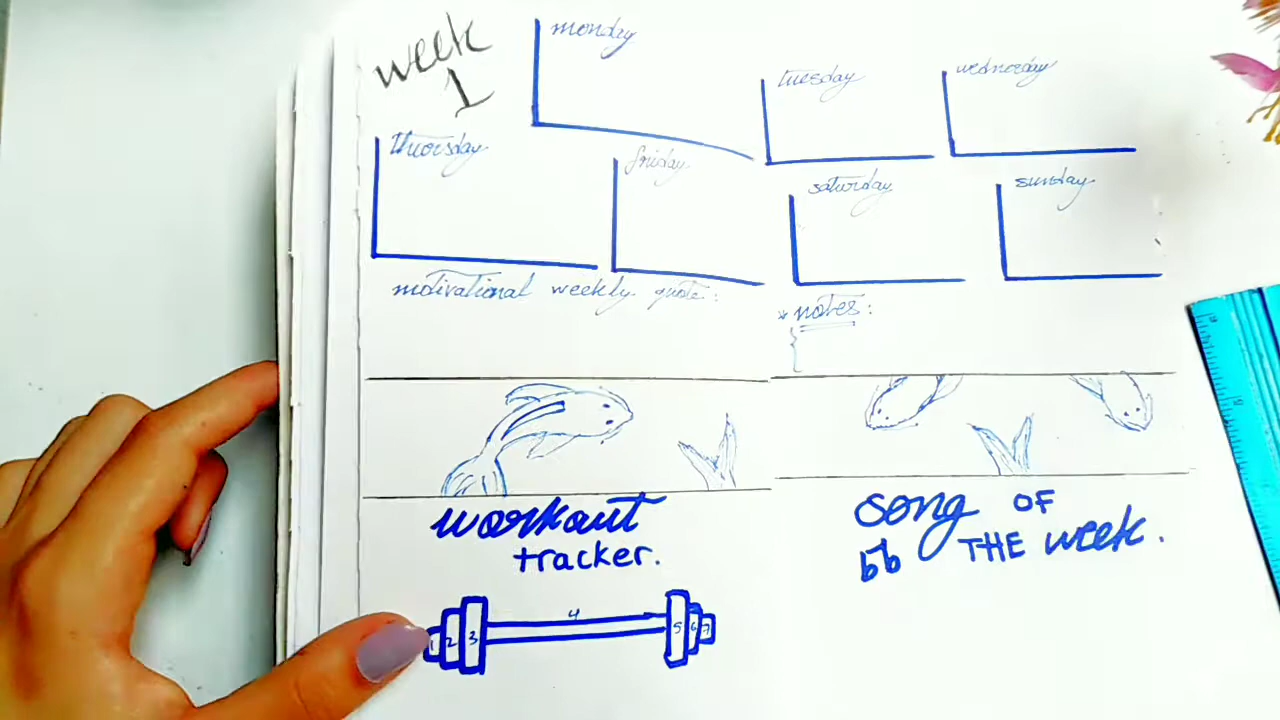 week
1
monday
tuesday
wednesday
thursday
friday
saturday
sunday
motivational weekly quote:
* notes:
workout
tracker.
song OF
THE week.
1 2 3 4 5 6 7